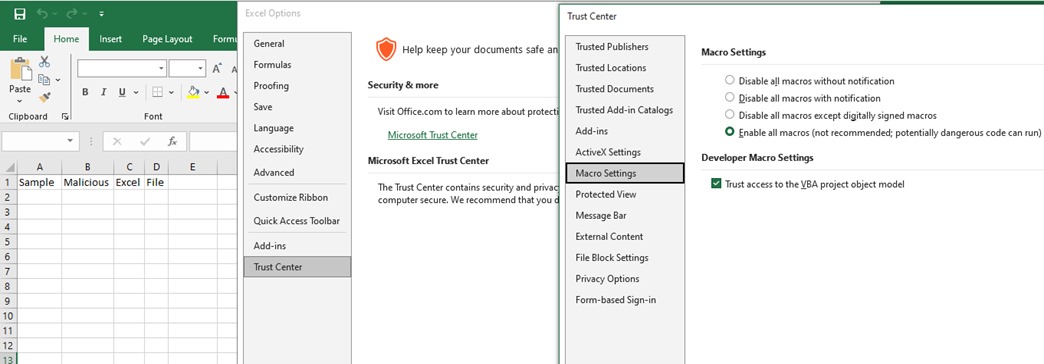 File Home Insert Page Layout Formu
Paste
B I U A
Clipboard Font
A B C D E
1 Sample Malicious Excel File
2
3
4
5
6
7
8
9
10
11
12
13
Excel Options
General
Formulas
Proofing
Save
Language
Accessibility
Advanced
Customize Ribbon
Quick Access Toolbar
Add-ins
Trust Center
Help keep your documents safe an
Security & more
Visit Office.com to learn more about protecti
Microsoft Trust Center
Microsoft Excel Trust Center
The Trust Center contains security and privac
computer secure. We recommend that you d
Trust Center
Trusted Publishers
Trusted Locations
Trusted Documents
Trusted Add-in Catalogs
Add-ins
ActiveX Settings
Macro Settings
Protected View
Message Bar
External Content
File Block Settings
Privacy Options
Form-based Sign-in
Macro Settings
Disable all macros without notification
Disable all macros with notification
Disable all macros except digitally signed macros
Enable all macros (not recommended; potentially dangerous code can run)
Developer Macro Settings
Trust access to the VBA project object model